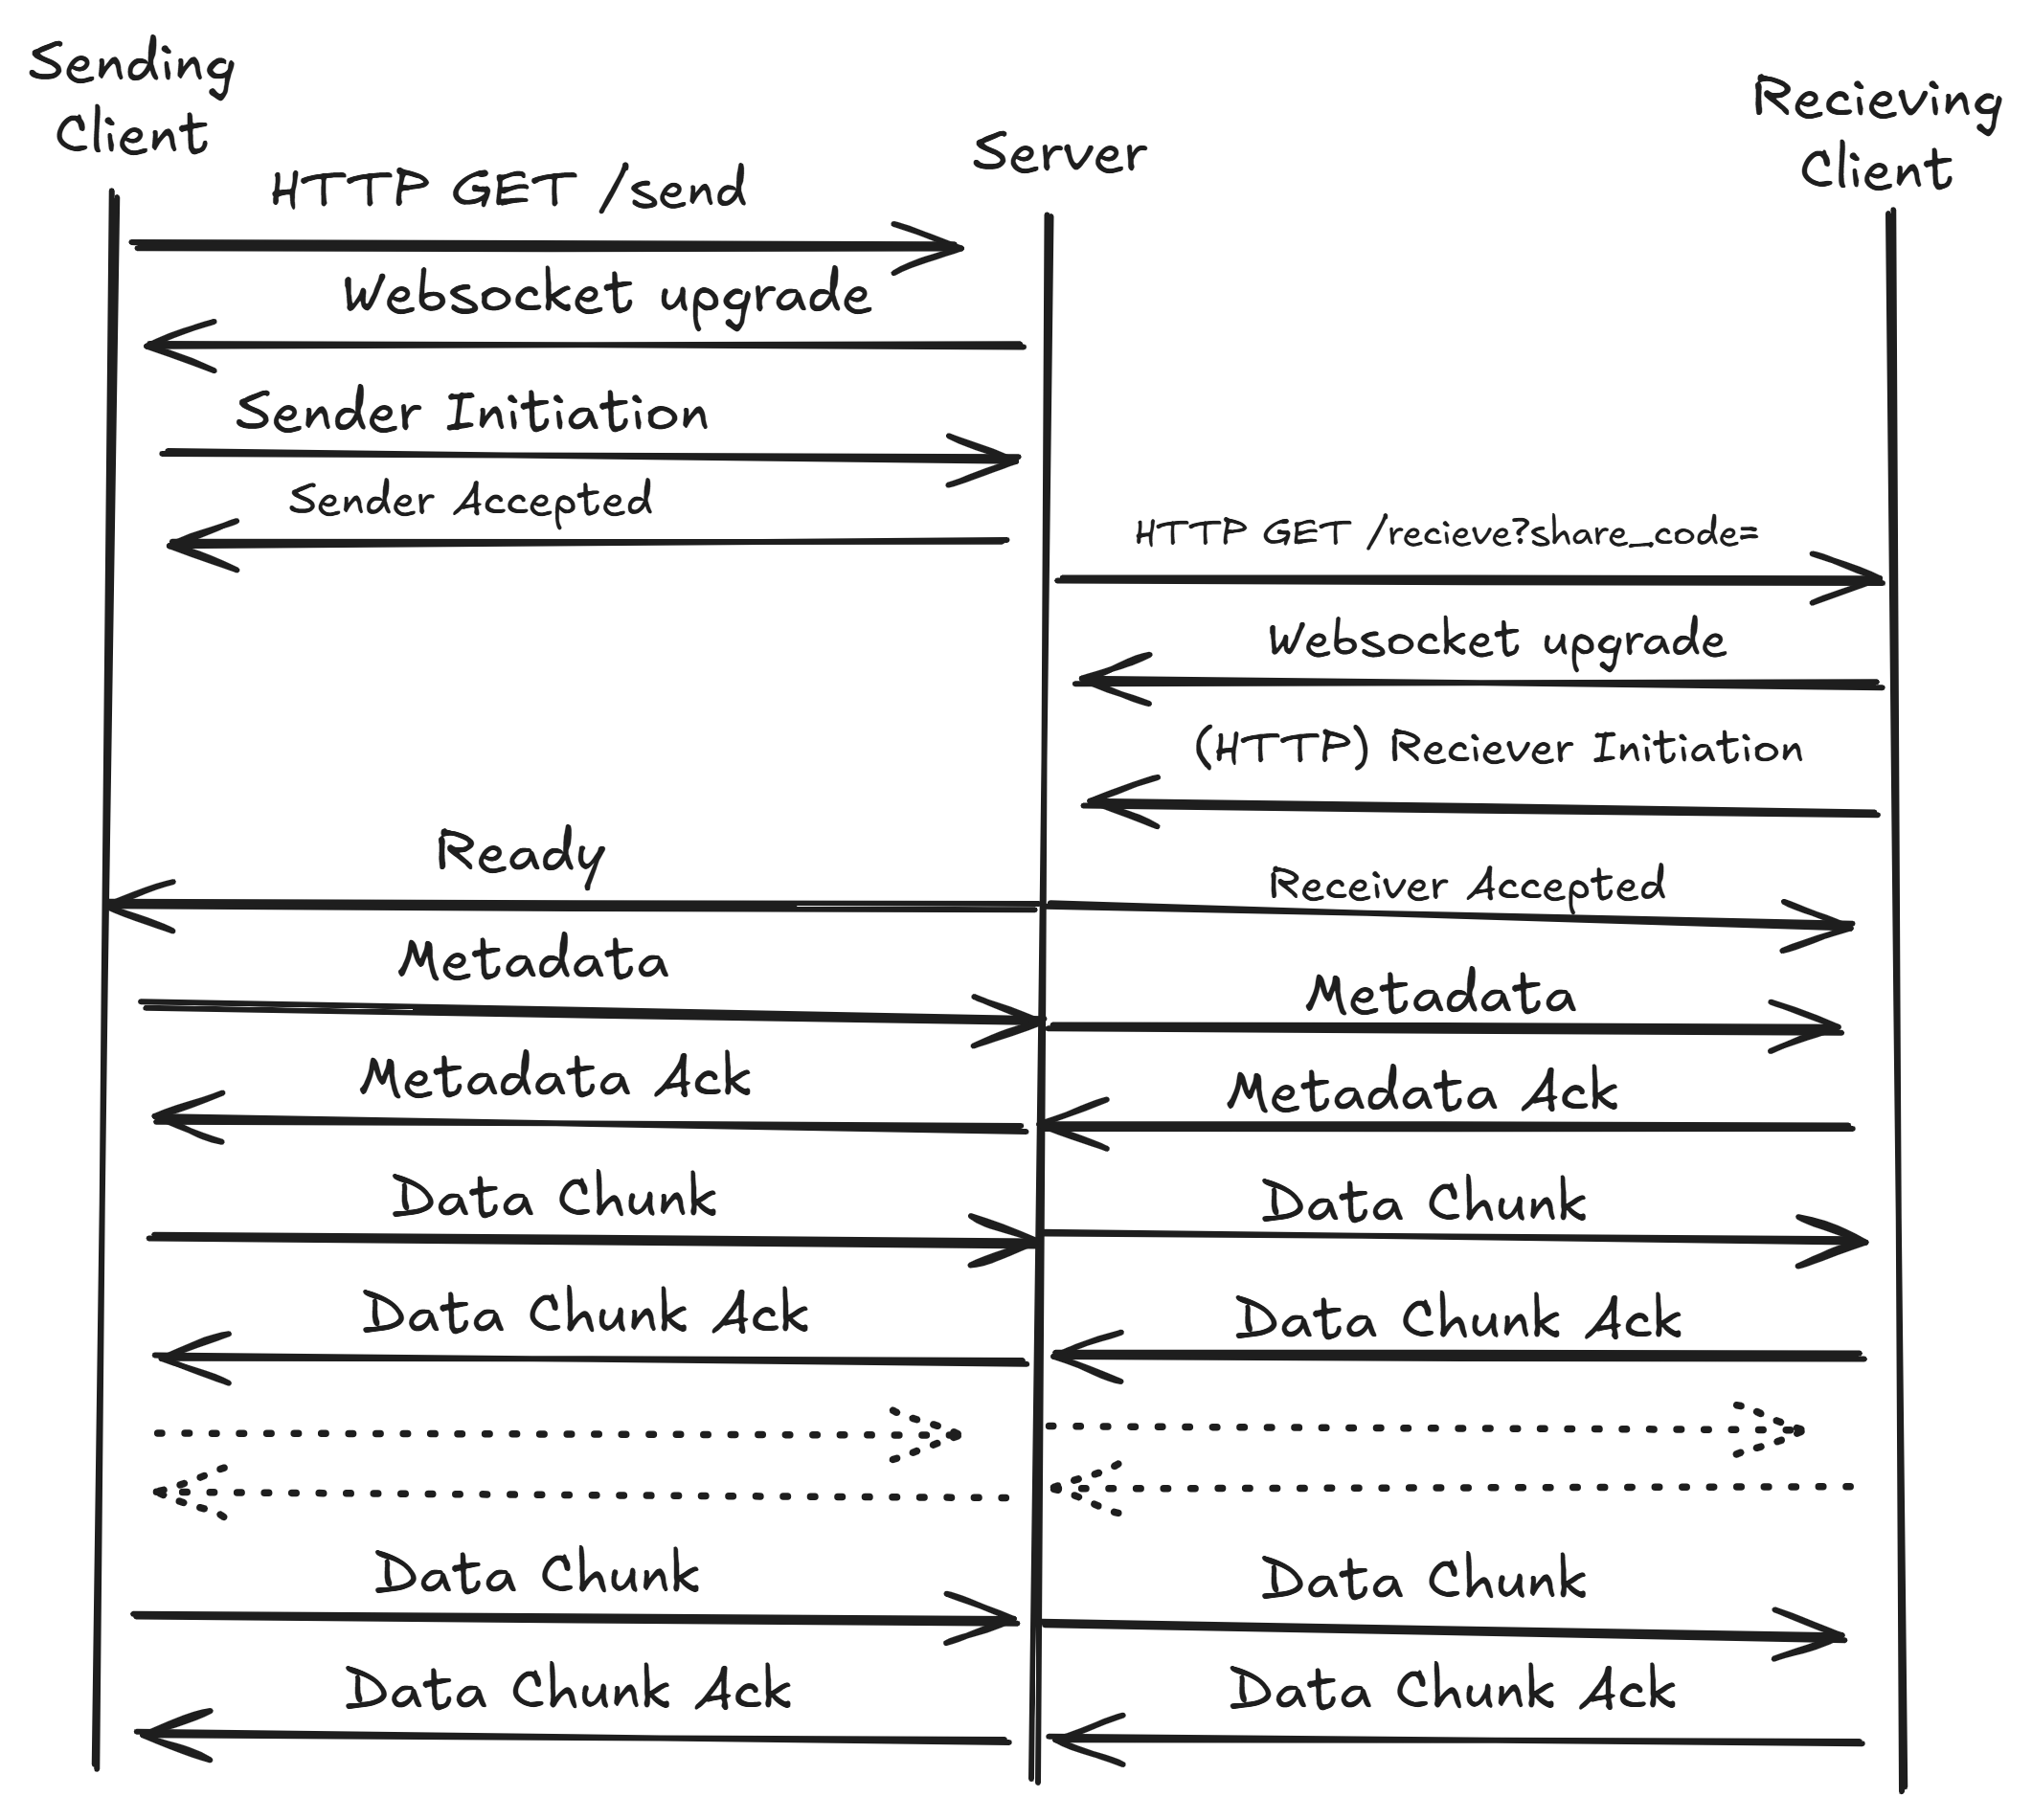 Sending
Client
Server
Recieving
Client
HTTP GET /send
Websocket upgrade
Sender Initiation
Sender Accepted
HTTP GET /recieve?share_code=
Websocket upgrade
(HTTP) Reciever Initiation
Ready
Receiver Accepted
Metadata
Metadata
Metadata Ack
Metadata Ack
Data Chunk
Data Chunk
Data Chunk Ack
Data Chunk Ack
Data Chunk
Data Chunk
Data Chunk Ack
Data Chunk Ack